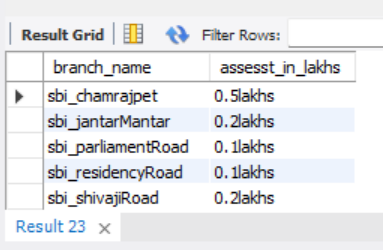 Result Grid Filter Rows:
branch_name assesst_in_lakhs
sbi_chamrajpet 0.5lakhs
sbi_jantarMantar 0.2lakhs
sbi_parliamentRoad 0.1lakhs
sbi_residencyRoad 0.1lakhs
sbi_shivajiRoad 0.2lakhs
Result 23 ×